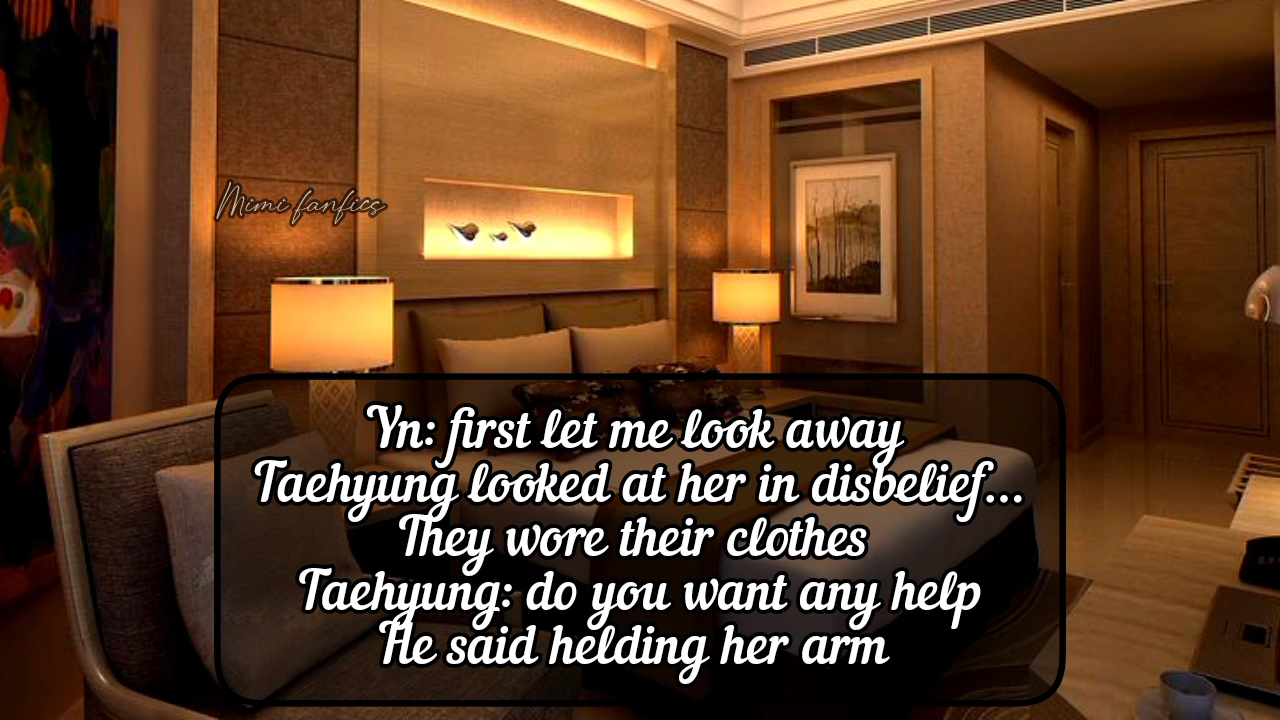 Mimi fanfics
Yn: first let me look away
Taehyung looked at her in disbelief...
They wore their clothes
Taehyung: do you want any help
He said helding her arm